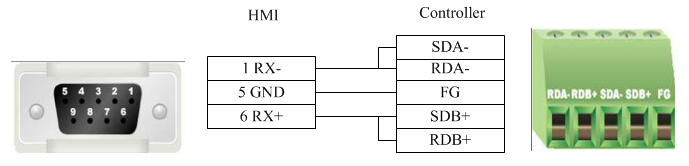 HMI
Controller
5 4 3 2 1
9 8 7 6
1 RX-
5 GND
6 RX+
SDA-
RDA-
FG
SDB+
RDB+
RDA- RDB+ SDA- SDB+ FG